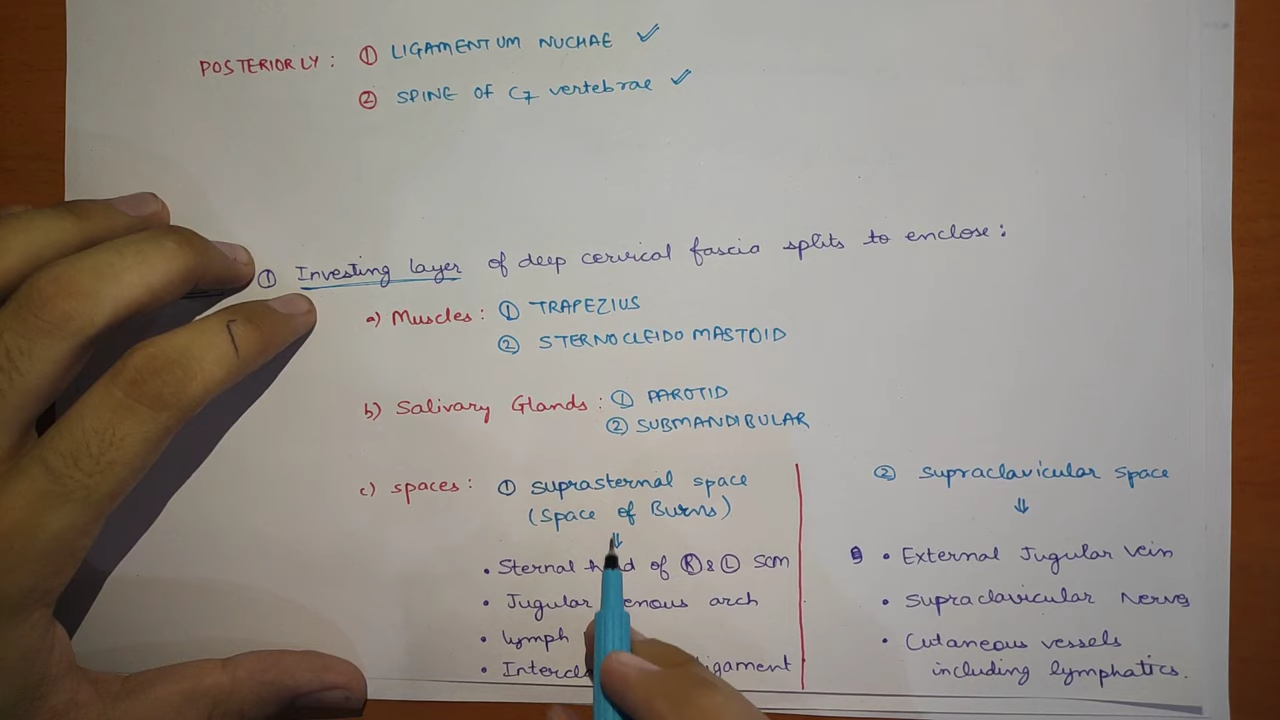 POSTERIORLY: ① LIGAMENTUM NUCHAE ✓
② SPINE OF C7 vertebrae ✓
① Investing layer of deep cervical fascia splits to enclose:
a) Muscles: ① TRAPEZIUS
② STERNOCLEIDOMASTOID
b) Salivary Glands: ① PAROTID
② SUBMANDIBULAR
c) spaces: ① suprasternal space
(Space of Burns)
⇓
• Sternal of Ⓡ & Ⓛ SCM
• Jugular arch
• lymph
• ligament
② supraclavicular space
⇓
• External Jugular vein
• supraclavicular Nerves
• Cutaneous vessels
including lymphatics.